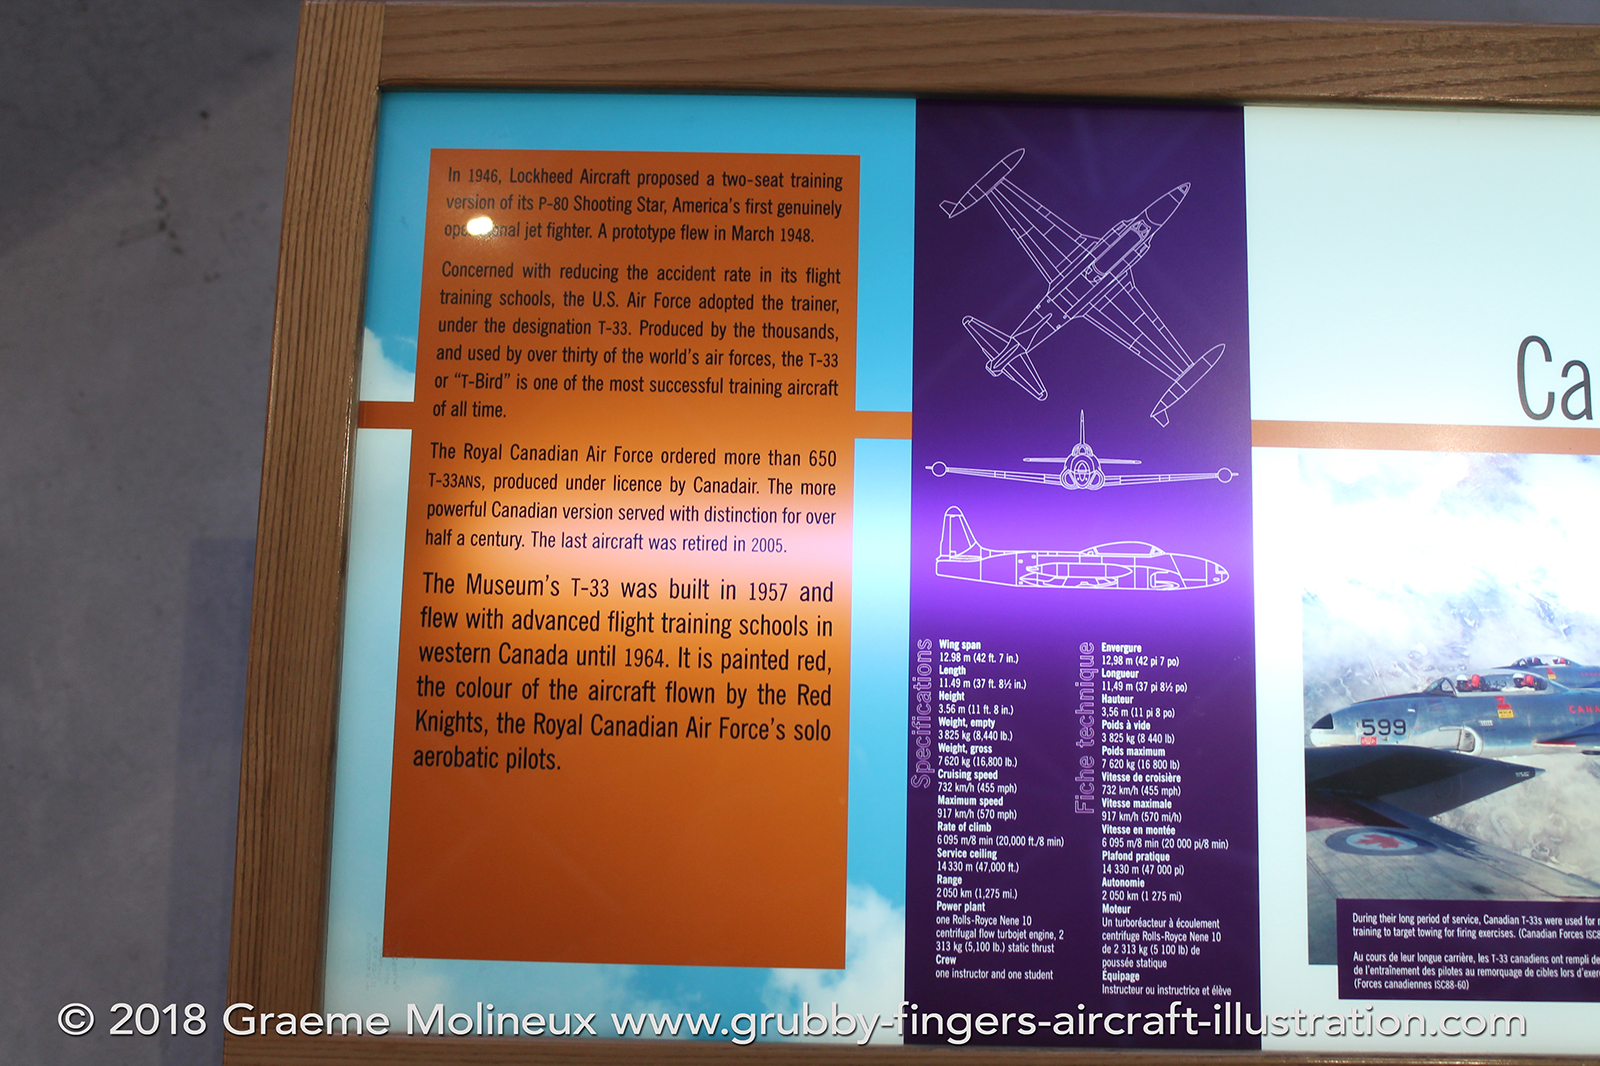 In 1946, Lockheed Aircraft proposed a two-seat training
version of its P-80 Shooting Star, America's first genuinely
jet fighter. A prototype flew in March 1948.
Concerned with reducing the accident rate in its flight
training schools, the U.S. Air Force adopted the trainer,
under the designation T-33. Produced by the thousands,
and used by over thirty of the world's air forces, the T-33
or “T-Bird” is one of the most successful training aircraft
of all time.
The Royal Canadian Air Force ordered more than 650
T-33ANS, produced under licence by Canadair. The more
powerful Canadian version served with distinction for over
half a century. The last aircraft was retired in 2005.
The Museum's T-33 was built in 1957 and
flew with advanced flight training schools in
western Canada until 1964. It is painted red,
the colour of the aircraft flown by the Red
Knights, the Royal Canadian Air Force's solo
aerobatic pilots.
Specifications
Wing span
12.98 m (42 ft. 7 in.)
Length
11.49 m (37 ft. 8½ in.)
Height
3.56 m (11 ft. 8 in.)
Weight, empty
3 825 kg (8,440 lb.)
Weight, gross
7 620 kg (16,800 lb.)
Cruising speed
732 km/h (455 mph)
Maximum speed
917 km/h (570 mph)
Rate of climb
6 095 m/8 min (20,000 ft./8 min)
Service ceiling
14 330 m (47,000 ft.)
Range
2 050 km (1,275 mi.)
Power plant
one Rolls-Royce Nene 10
centrifugal flow turbojet engine, 2
313 kg (5,100 lb.) static thrust
Crew
one instructor and one student
Fiche technique
Envergure
12,98 m (42 pi 7 po)
Longueur
11,49 m (37 pi 8½ po)
Hauteur
3,56 m (11 pi 8 po)
Poids à vide
3 825 kg (8 440 lb)
Poids maximum
7 620 kg (16 800 lb)
Vitesse de croisière
732 km/h (455 mph)
Vitesse maximale
917 km/h (570 mi/h)
Vitesse en montée
6 095 m/8 min (20 000 pi/8 min)
Plafond pratique
14 330 m (47 000 pi)
Autonomie
2 050 km (1 275 mi)
Moteur
Un turboréacteur à écoulement
centrifuge Rolls-Royce Nene 10
de 2 313 kg (5 100 lb) de
poussée statique
Équipage
Instructeur ou instructrice et élève
Ca
599
CANA
During their long period of service, Canadian T-33s were used for
training to target towing for firing exercises. (Canadian Forces ISC8
Au cours de leur longue carrière, les T-33 canadiens ont rempli de
de l'entraînement des pilotes au remorquage de cibles lors d'exer
(Forces canadiennes ISC88-60)
© 2018 Graeme Molineux www.grubby-fingers-aircraft-illustration.com